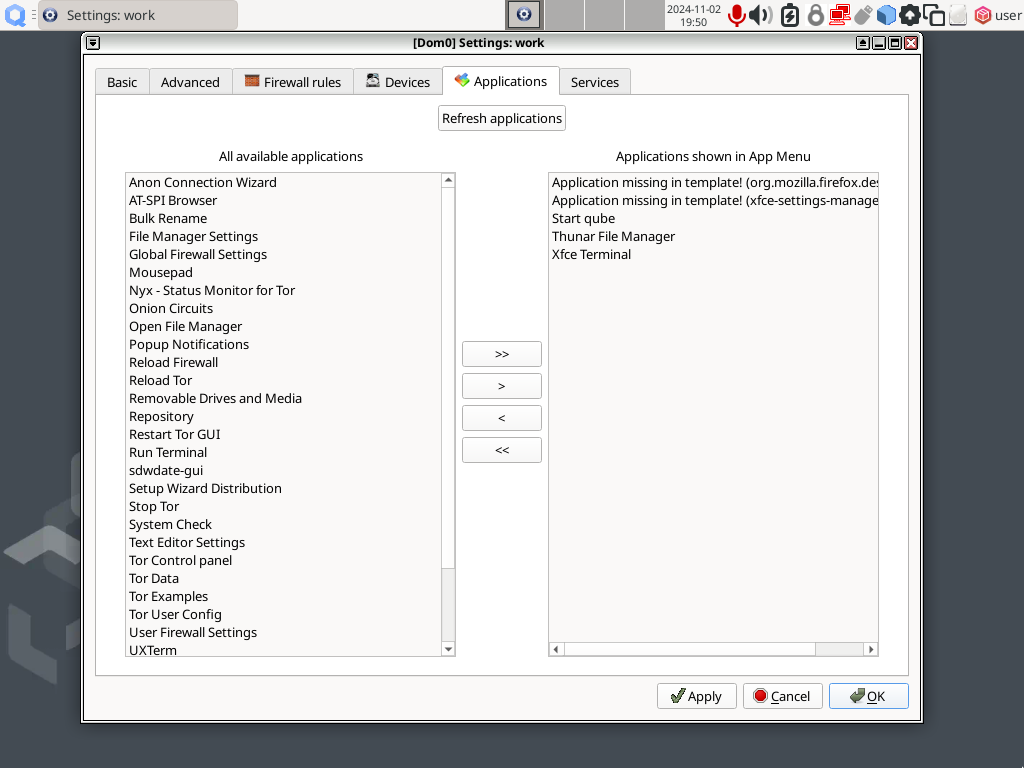 Settings: work
2024-11-02
19:50
user
[Dom0] Settings: work
Basic
Advanced
Firewall rules
Devices
Applications
Services
Refresh applications
All available applications
Applications shown in App Menu
Anon Connection Wizard
AT-SPI Browser
Bulk Rename
File Manager Settings
Global Firewall Settings
Mousepad
Nyx - Status Monitor for Tor
Onion Circuits
Open File Manager
Popup Notifications
Reload Firewall
Reload Tor
Removable Drives and Media
Repository
Restart Tor GUI
Run Terminal
sdwdate-gui
Setup Wizard Distribution
Stop Tor
System Check
Text Editor Settings
Tor Control panel
Tor Data
Tor Examples
Tor User Config
User Firewall Settings
UXTerm
>>
>
<
<<
Application missing in template! (org.mozilla.firefox.des
Application missing in template! (xfce-settings-manage
Start qube
Thunar File Manager
Xfce Terminal
Apply
Cancel
OK